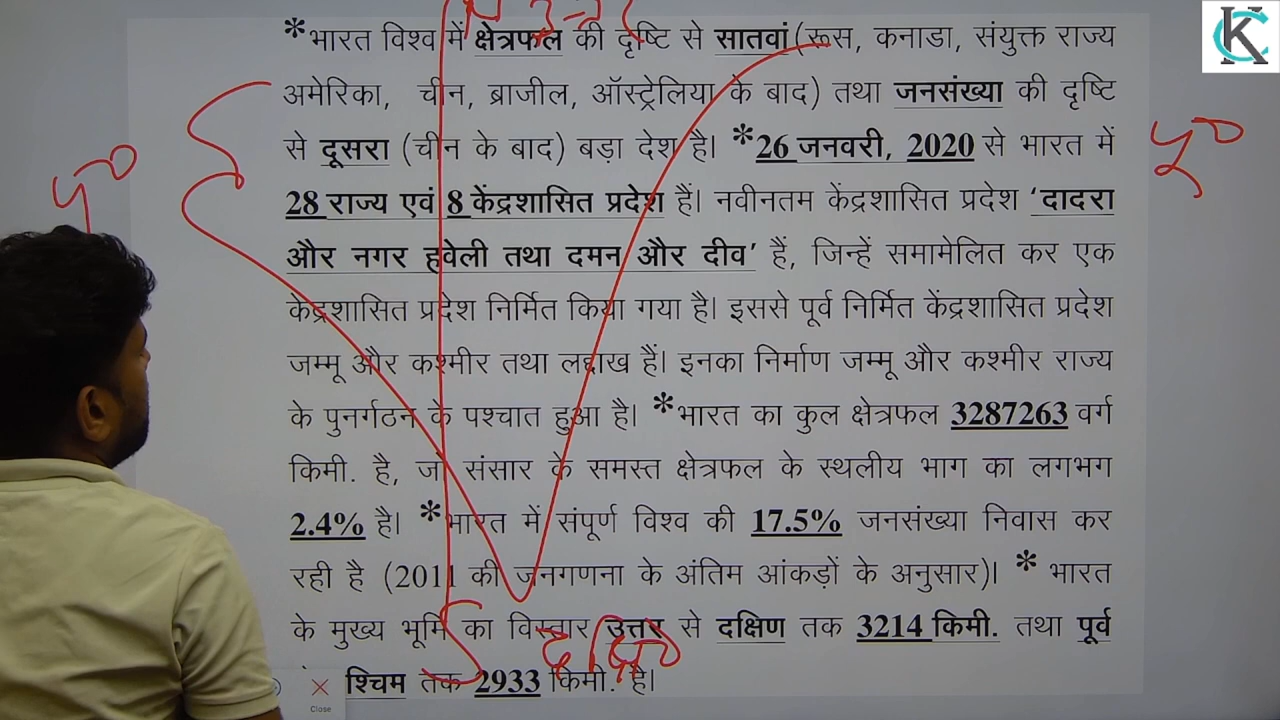 *भारत विश्व में क्षेत्रफल की दृष्टि से सातवां (रूस, कनाडा, संयुक्त राज्य
अमेरिका, चीन, ब्राजील, ऑस्ट्रेलिया के बाद) तथा जनसंख्या की दृष्टि
से दूसरा (चीन के बाद) बड़ा देश है। *26 जनवरी, 2020 से भारत में
28 राज्य एवं 8 केंद्रशासित प्रदेश हैं। नवीनतम केंद्रशासित प्रदेश ‘दादरा
और नगर हवेली तथा दमन और दीव’ हैं, जिन्हें समामेलित कर एक
केंद्रशासित प्रदेश निर्मित किया गया है। इससे पूर्व निर्मित केंद्रशासित प्रदेश
जम्मू और कश्मीर तथा लद्दाख हैं। इनका निर्माण जम्मू और कश्मीर राज्य
के पुनर्गठन के पश्चात हुआ है। *भारत का कुल क्षेत्रफल 3287263 वर्ग
किमी. है, जो संसार के समस्त क्षेत्रफल के स्थलीय भाग का लगभग
2.4% है। *भारत में संपूर्ण विश्व की 17.5% जनसंख्या निवास कर
रही है (2011 की जनगणना के अंतिम आंकड़ों के अनुसार)। * भारत
के मुख्य भूमि का विस्तार उत्तर से दक्षिण तक 3214 किमी. तथा पूर्व
श्चिम तक 2933 किमी. है।
Close
KC